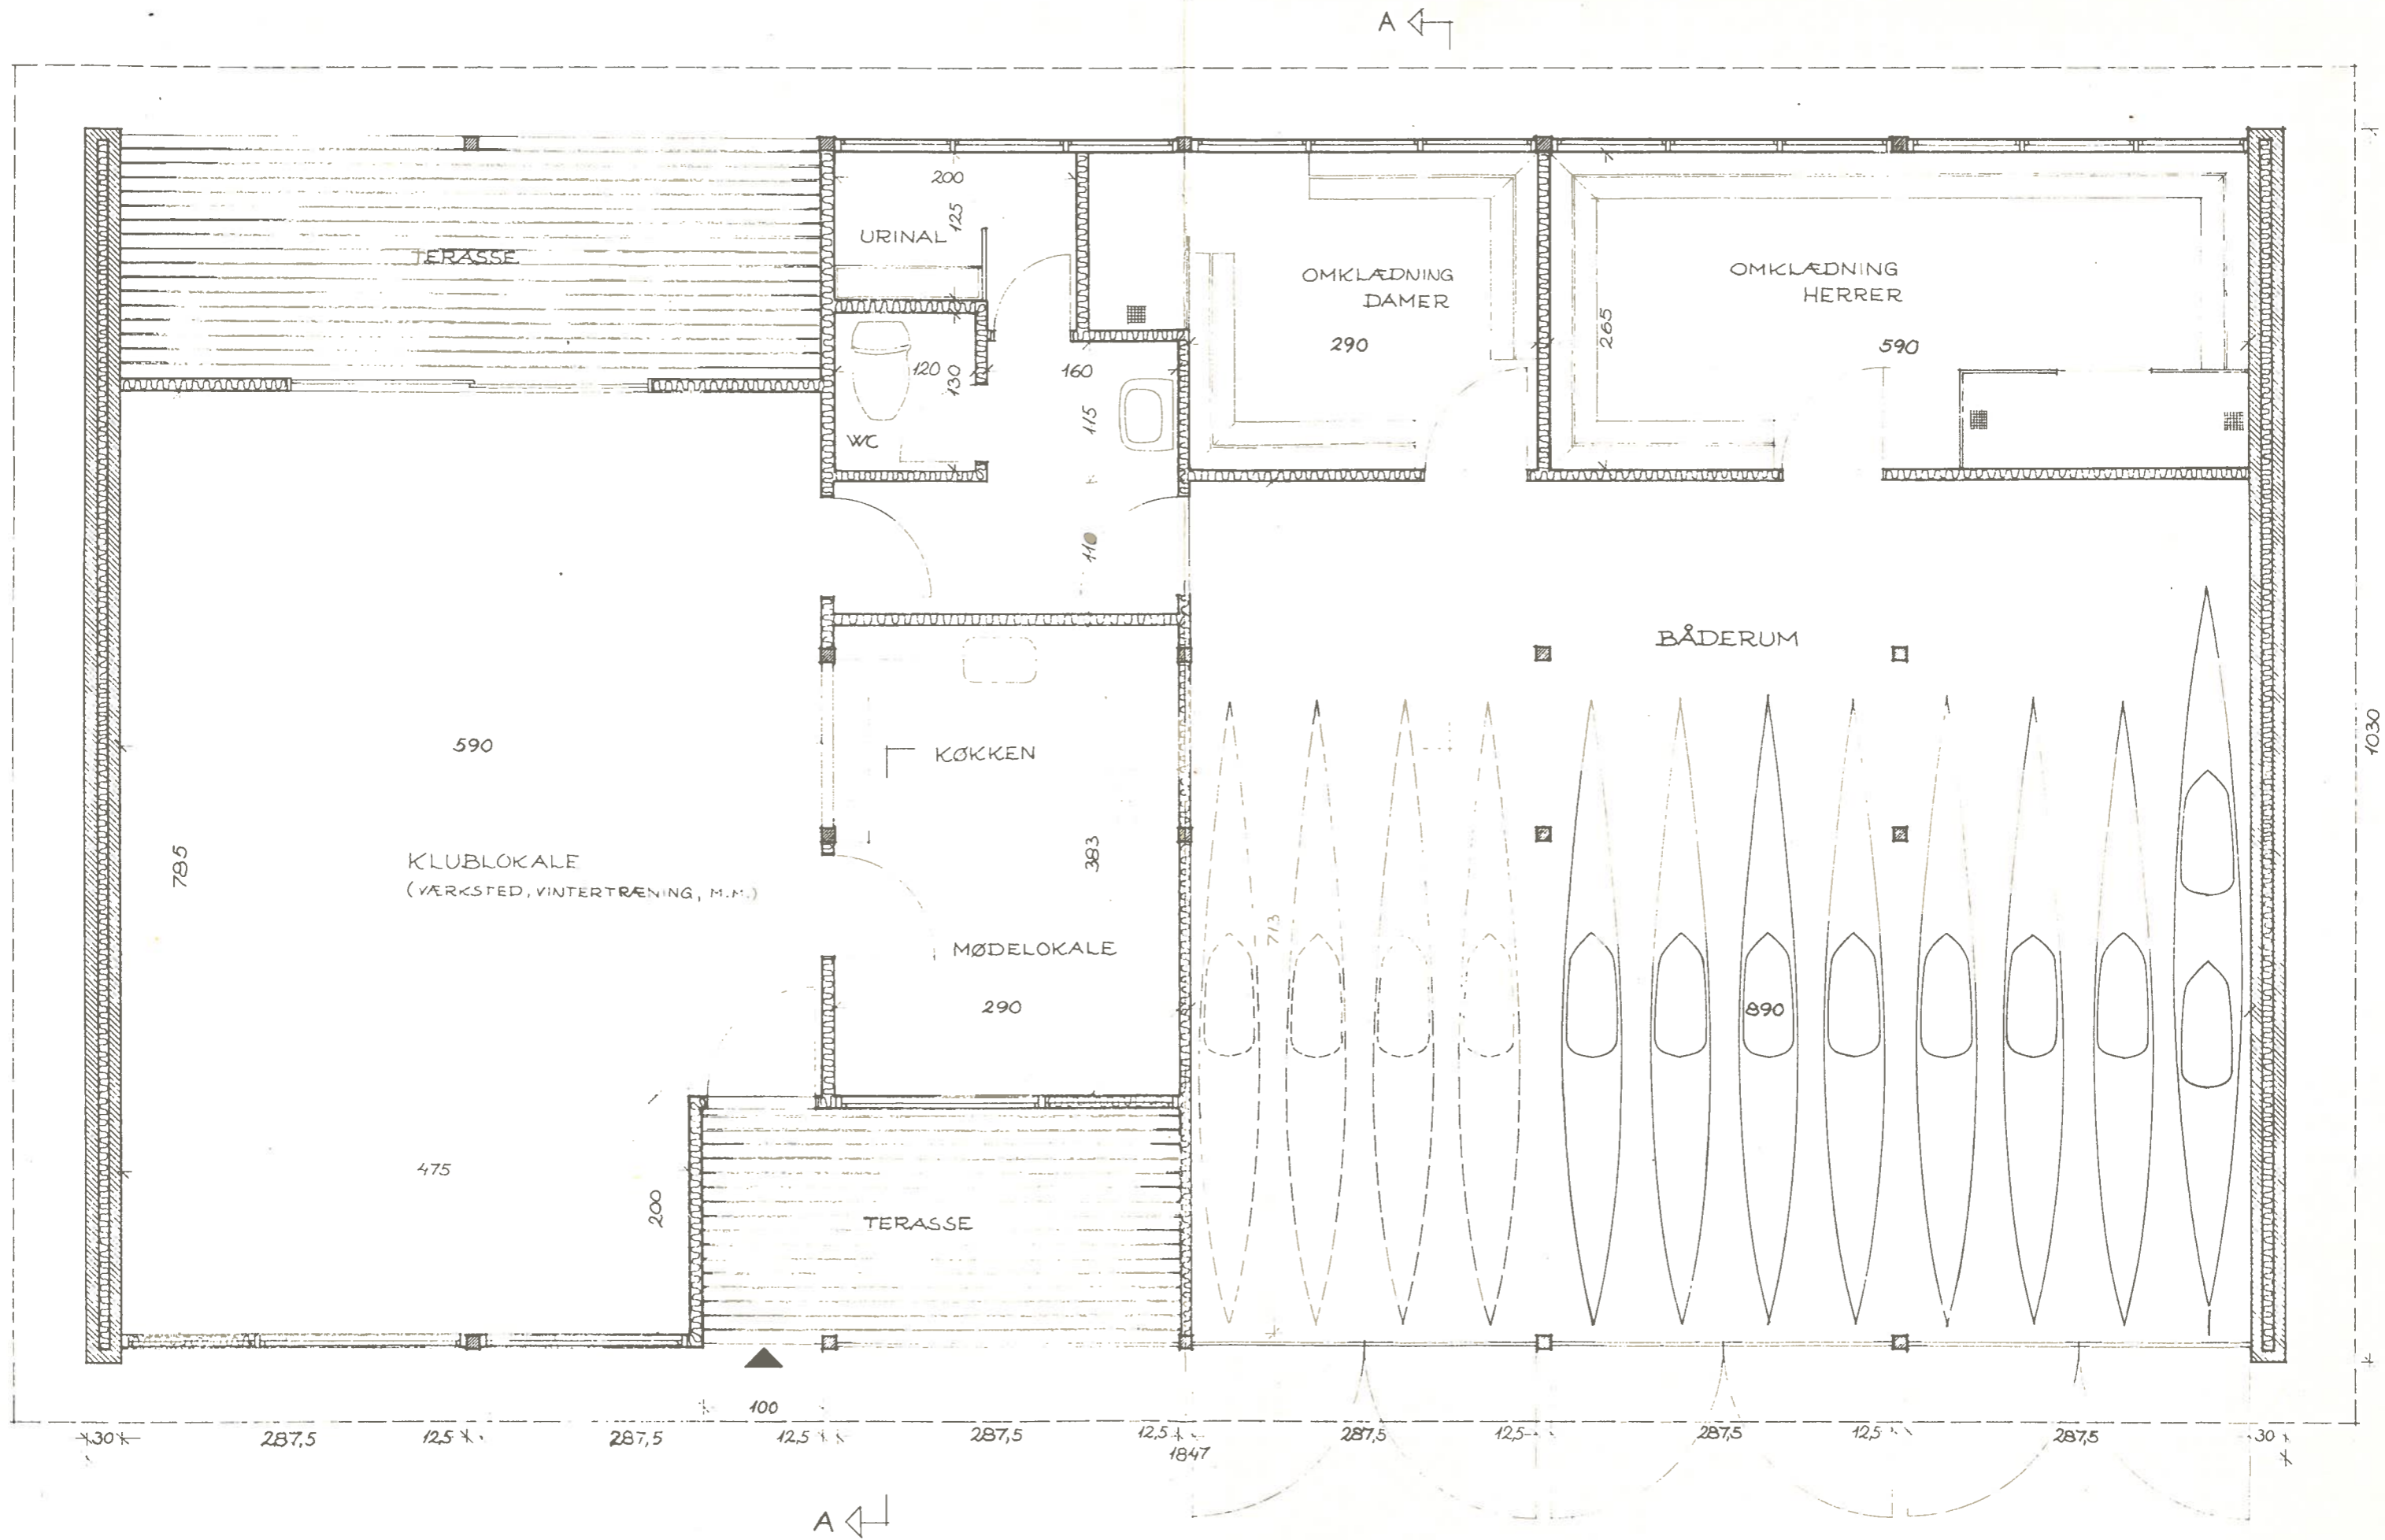 A
200
125
URINAL
TERASSE
OMKLÆDNING
DAMER
OMKLÆDNING
HERRER
290
265
590
120
130
160
115
WC
110
BÅDERUM
590
KØKKEN
1030
785
KLUBLOKALE
(VÆRKSTED, VINTERTRÆNING, M.M.)
383
713
MØDELOKALE
290
890
475
200
TERASSE
100
30 287,5 12,5 287,5 12,5 287,5 12,5 287,5 12,5 287,5 12,5 287,5 30
1847
A